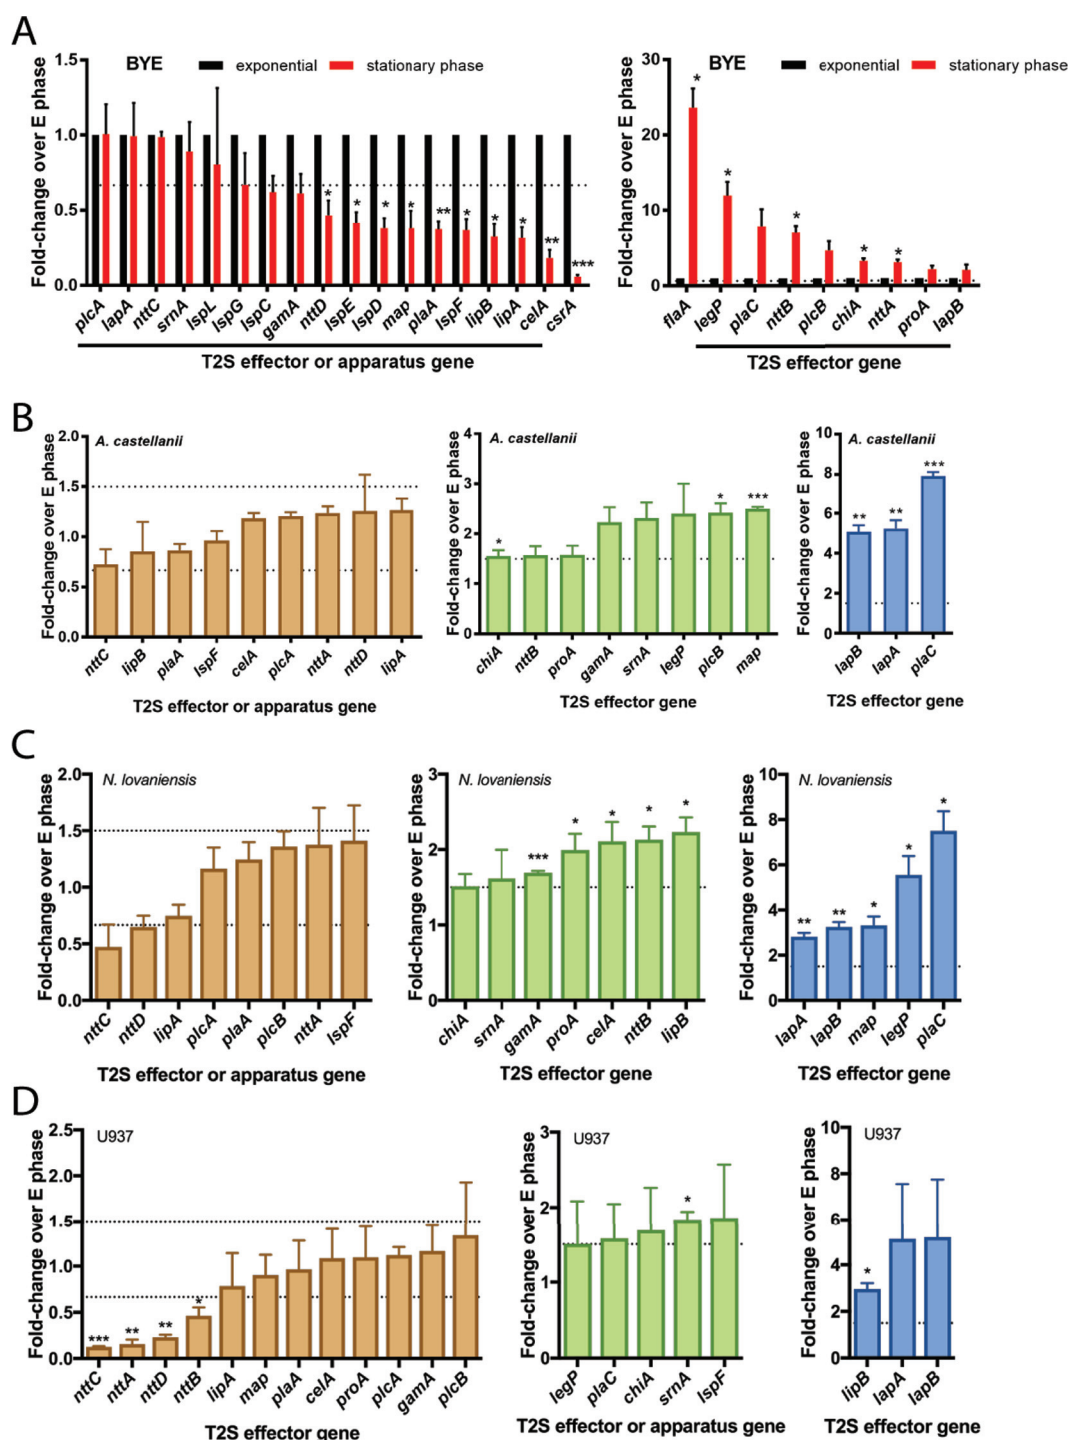 A
BYE
exponential
stationary phase
Fold-change over E phase
1.5
1.0
0.5
0.0
* * * * ** * * * ** ***
plcA lapA nttC srnA lspL lspG lspC gamA nttD lspE lspD map plaA lspF lipB lipA celA csrA
T2S effector or apparatus gene
BYE
exponential
stationary phase
Fold-change over E phase
30
20
10
0
* * * * *
flaA legP plaC nttB plcB chiA nttA proA lapB
T2S effector gene
B
A. castellanii
Fold-change over E phase
2.0
1.5
1.0
0.5
0.0
nttC lipB plaA lspF celA plcA nttA nttD lipA
T2S effector or apparatus gene
A. castellanii
Fold-change over E phase
4
3
2
1
0
* * ***
chiA nttB proA gamA srnA legP plcB map
T2S effector gene
A. castellanii
Fold-change over E phase
10
8
6
4
2
0
** ** ***
lapB lapA plaC
T2S effector gene
C
N. lovaniensis
Fold-change over E phase
2.0
1.5
1.0
0.5
0.0
nttC nttD lipA plcA plaA plcB nttA lspF
T2S effector or apparatus gene
N. lovaniensis
Fold-change over E phase
3
2
1
0
*** * * * *
chiA srnA gamA proA celA nttB lipB
T2S effector gene
N. lovaniensis
Fold-change over E phase
10
8
6
4
2
0
** ** * * *
lapA lapB map legP plaC
T2S effector gene
D
U937
Fold-change over E phase
2.5
2.0
1.5
1.0
0.5
0.0
*** ** ** *
nttC nttA nttD nttB lipA map plaA celA proA plcA gamA plcB
T2S effector gene
U937
Fold-change over E phase
3
2
1
0
*
legP plaC chiA srnA lspF
T2S effector or apparatus gene
U937
Fold-change over E phase
10
8
6
4
2
0
*
lipB lapA lapB
T2S effector gene